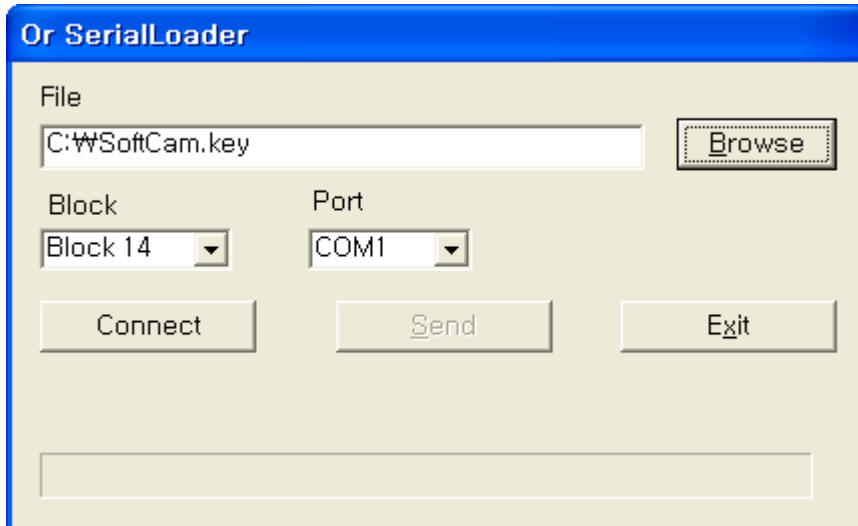 Or SerialLoader
File
C:₩SoftCam.key
Browse
Block
Port
Block 14
COM1
Connect
Send
Exit